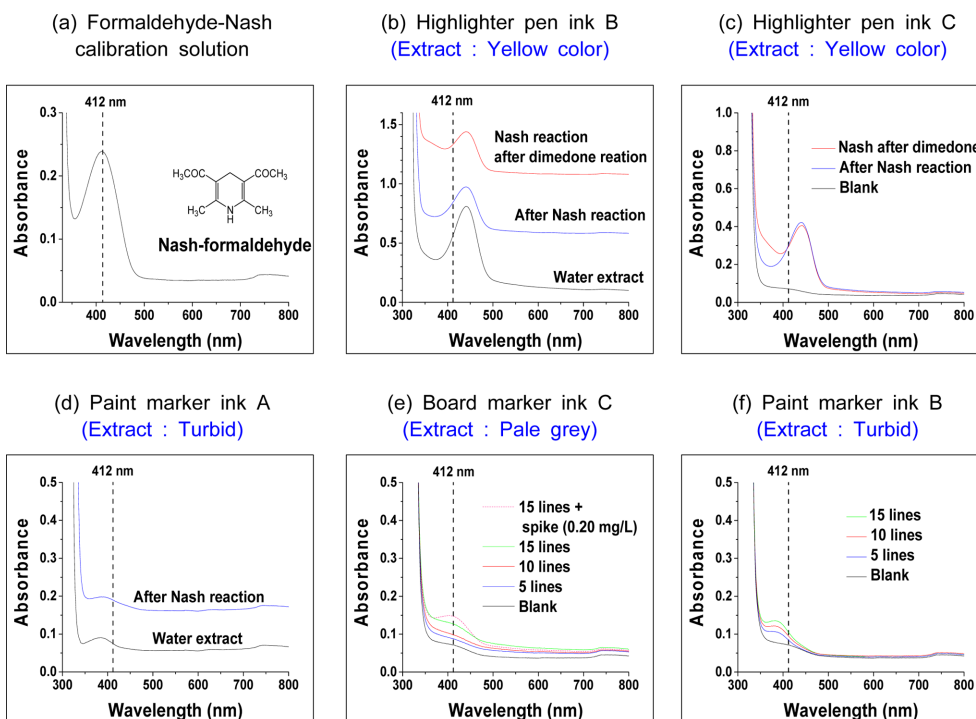 (a) Formaldehyde-Nash
calibration solution
412 nm
0.3
0.2
0.1
0.0
Absorbance
CH₃OC
COCH₃
H₃C
N
H
CH₃
Nash-formaldehyde
400 500 600 700 800
Wavelength (nm)
(b) Highlighter pen ink B
(Extract : Yellow color)
412 nm
1.5
1.0
0.5
0.0
Absorbance
Nash reaction
after dimedone reation
After Nash reaction
Water extract
300 400 500 600 700 800
Wavelength (nm)
(c) Highlighter pen ink C
(Extract : Yellow color)
412 nm
1.0
0.8
0.6
0.4
0.2
0.0
Absorbance
Nash after dimedone
After Nash reaction
Blank
300 400 500 600 700 800
Wavelength (nm)
(d) Paint marker ink A
(Extract : Turbid)
412 nm
0.5
0.4
0.3
0.2
0.1
0.0
Absorbance
After Nash reaction
Water extract
300 400 500 600 700 800
Wavelength (nm)
(e) Board marker ink C
(Extract : Pale grey)
412 nm
0.5
0.4
0.3
0.2
0.1
0.0
Absorbance
15 lines +
spike (0.20 mg/L)
15 lines
10 lines
5 lines
Blank
300 400 500 600 700 800
Wavelength (nm)
(f) Paint marker ink B
(Extract : Turbid)
412 nm
0.5
0.4
0.3
0.2
0.1
0.0
Absorbance
15 lines
10 lines
5 lines
Blank
300 400 500 600 700 800
Wavelength (nm)